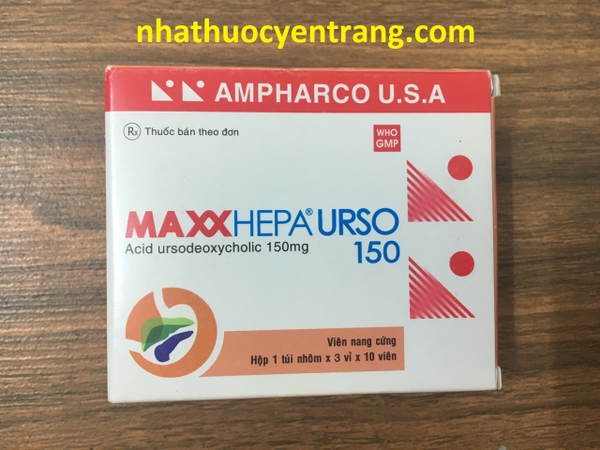 nhathuocyentrang.com
AMPHARCO U.S.A
Rx Thuốc bán theo đơn
WHO
GMP
MAXXHEPA® URSO
150
Acid ursodeoxycholic 150mg
Viên nang cứng
Hộp 1 túi nhôm x 3 vỉ x 10 viên